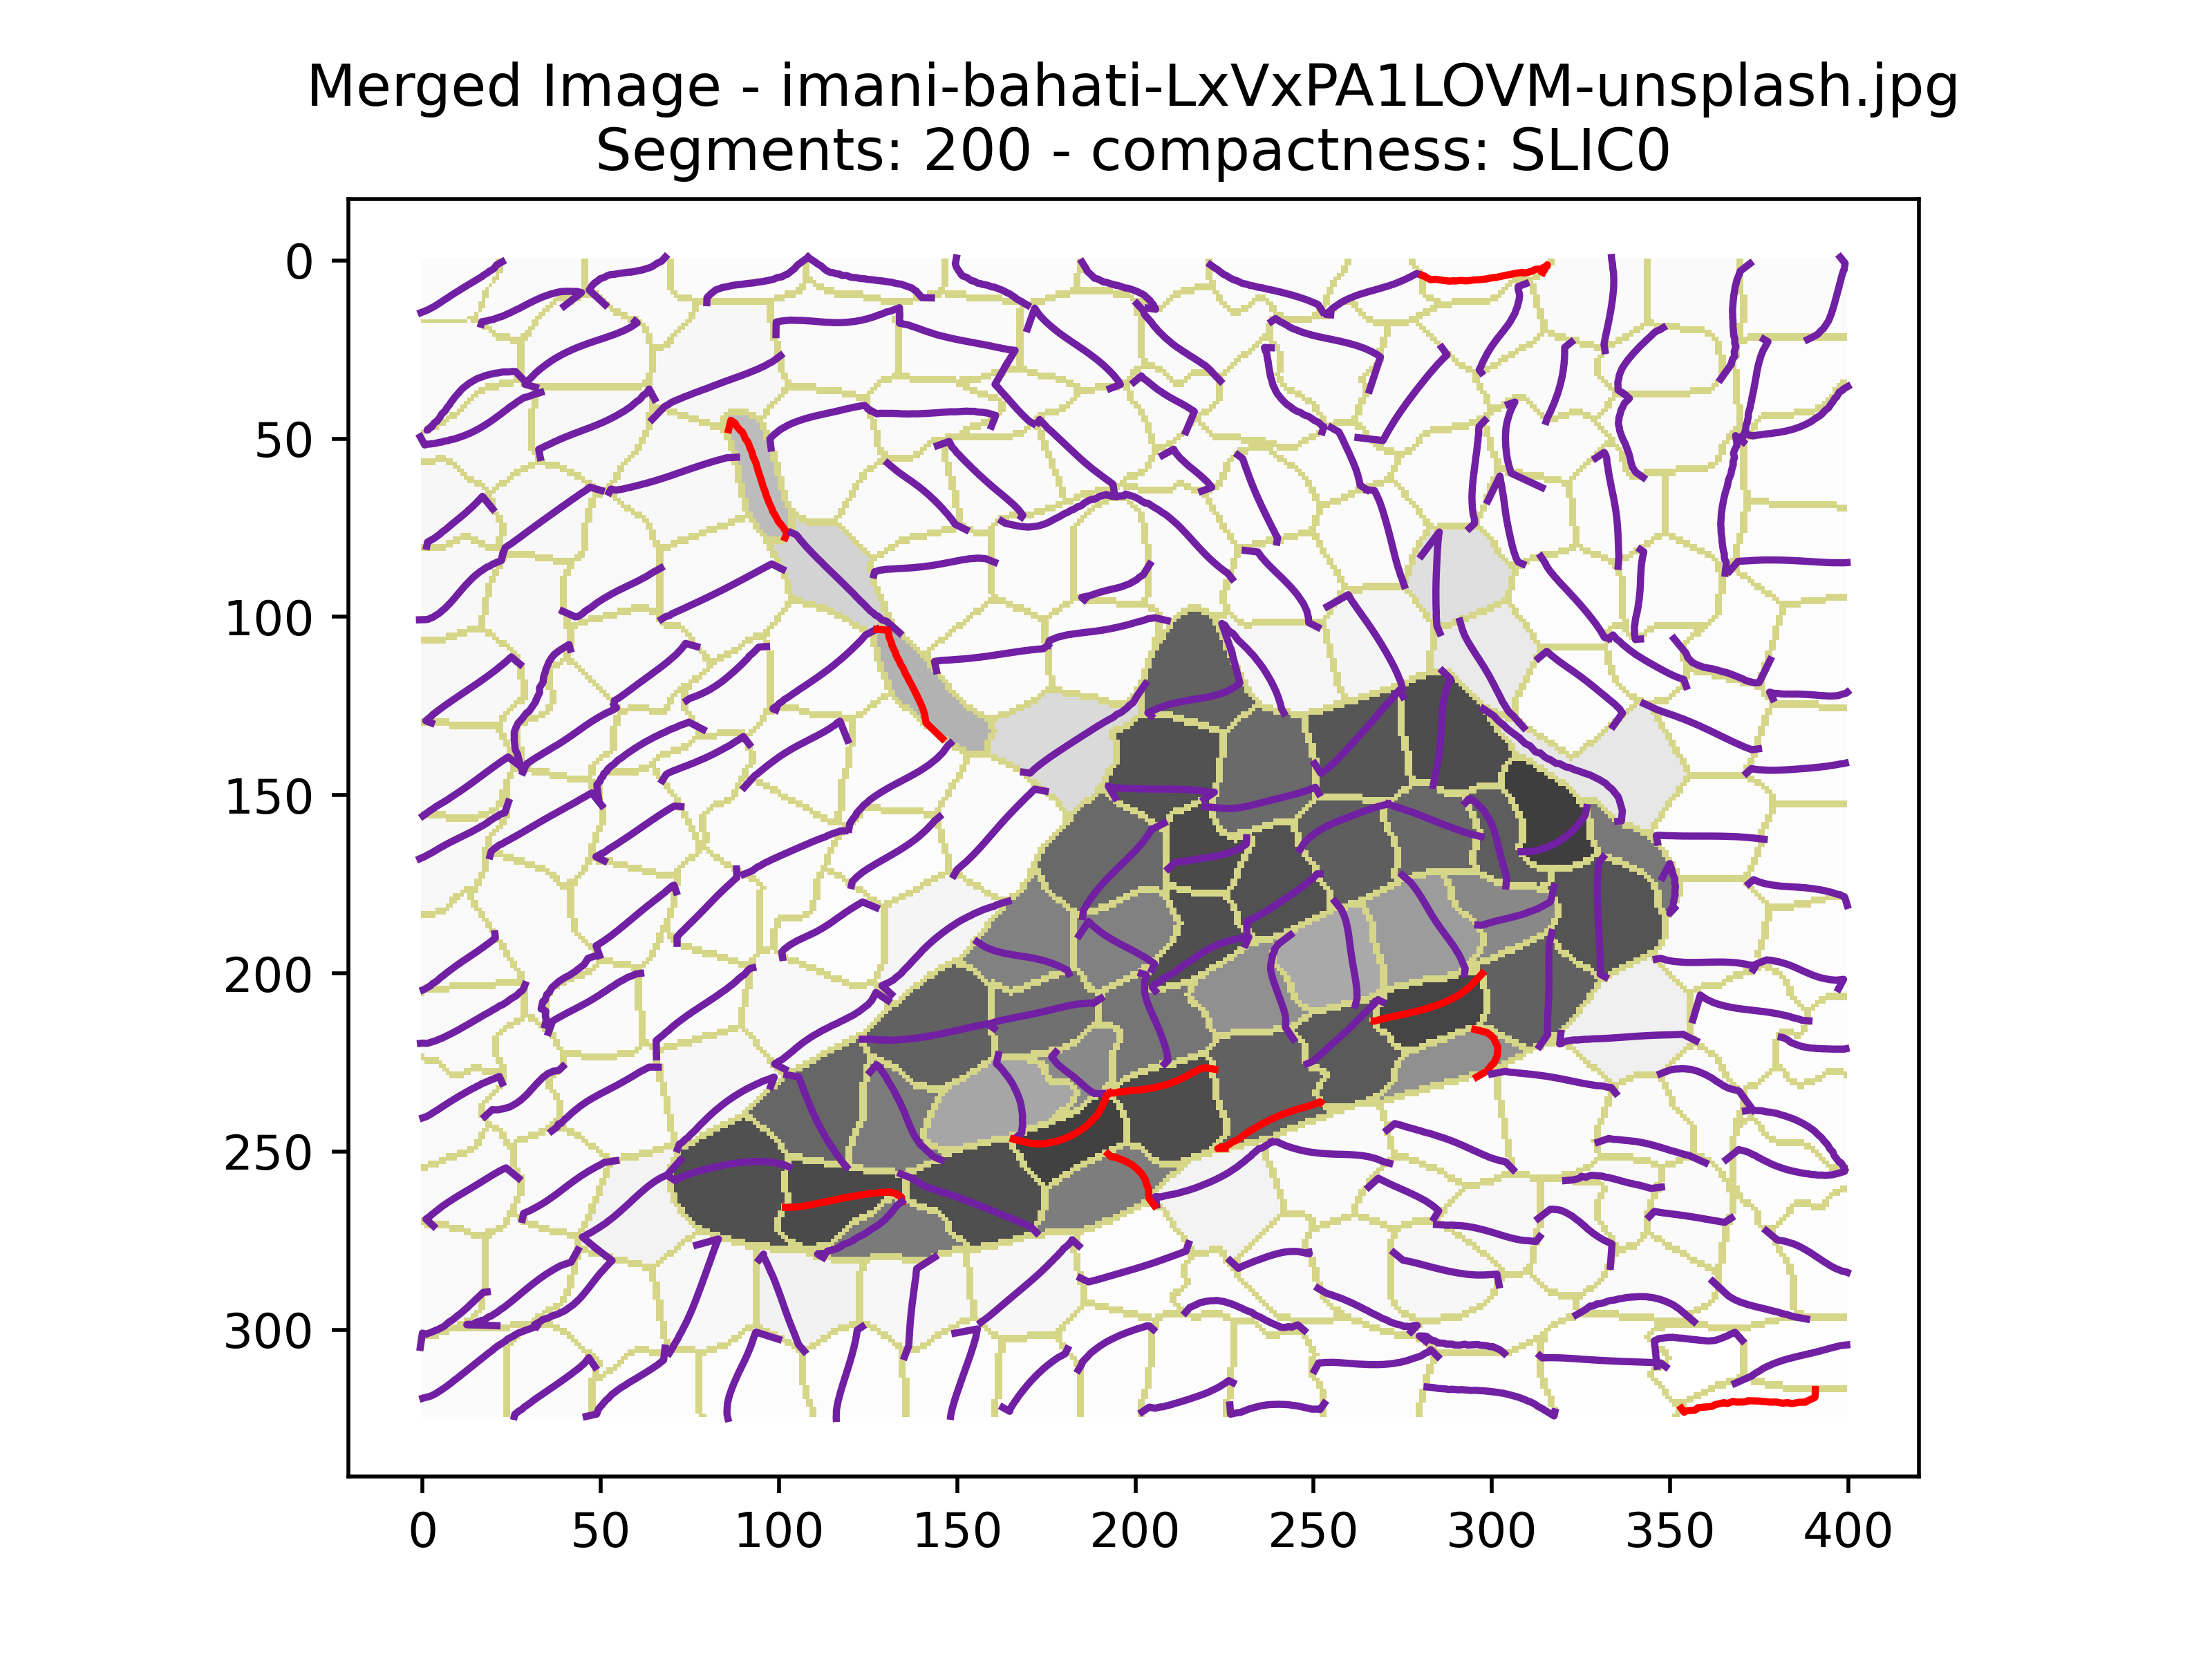 Merged Image - imani-bahati-LxVxPA1LOVM-unsplash.jpg
Segments: 200 - compactness: SLIC0
0
50
100
150
200
250
300
0 50 100 150 200 250 300 350 400